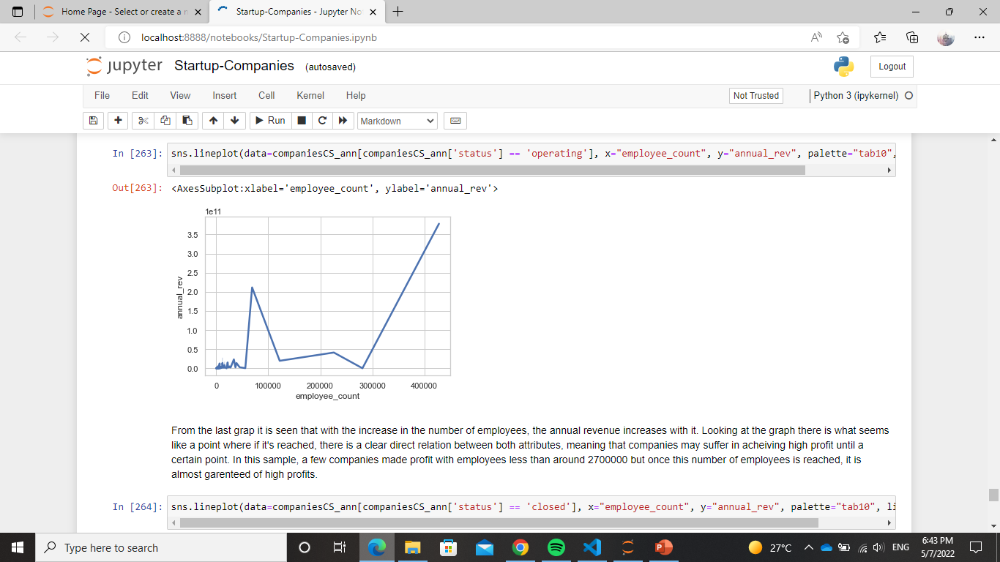 Home Page - Select or create a n
Startup-Companies - Jupyter No
localhost:8888/notebooks/Startup-Companies.ipynb
jupyter Startup-Companies (autosaved)
Logout
File Edit View Insert Cell Kernel Help
Not Trusted
Python 3 (ipykernel)
Run
Markdown
In [263]: sns.lineplot(data=companiesCS_ann[companiesCS_ann['status'] == 'operating'], x="employee_count", y="annual_rev", palette="tab10",
Out[263]: <AxesSubplot:xlabel='employee_count', ylabel='annual_rev'>
1e11
3.5
3.0
2.5
2.0
1.5
1.0
0.5
0.0
annual_rev
0 100000 200000 300000 400000
employee_count
From the last grap it is seen that with the increase in the number of employees, the annual revenue increases with it. Looking at the graph there is what seems
like a point where if it's reached, there is a clear direct relation between both attributes, meaning that companies may suffer in acheiving high profit until a
certain point. In this sample, a few companies made profit with employees less than around 2700000 but once this number of employees is reached, it is
almost garenteed of high profits.
In [264]: sns.lineplot(data=companiesCS_ann[companiesCS_ann['status'] == 'closed'], x="employee_count", y="annual_rev", palette="tab10", li
Type here to search
27°C
ENG
6:43 PM
5/7/2022